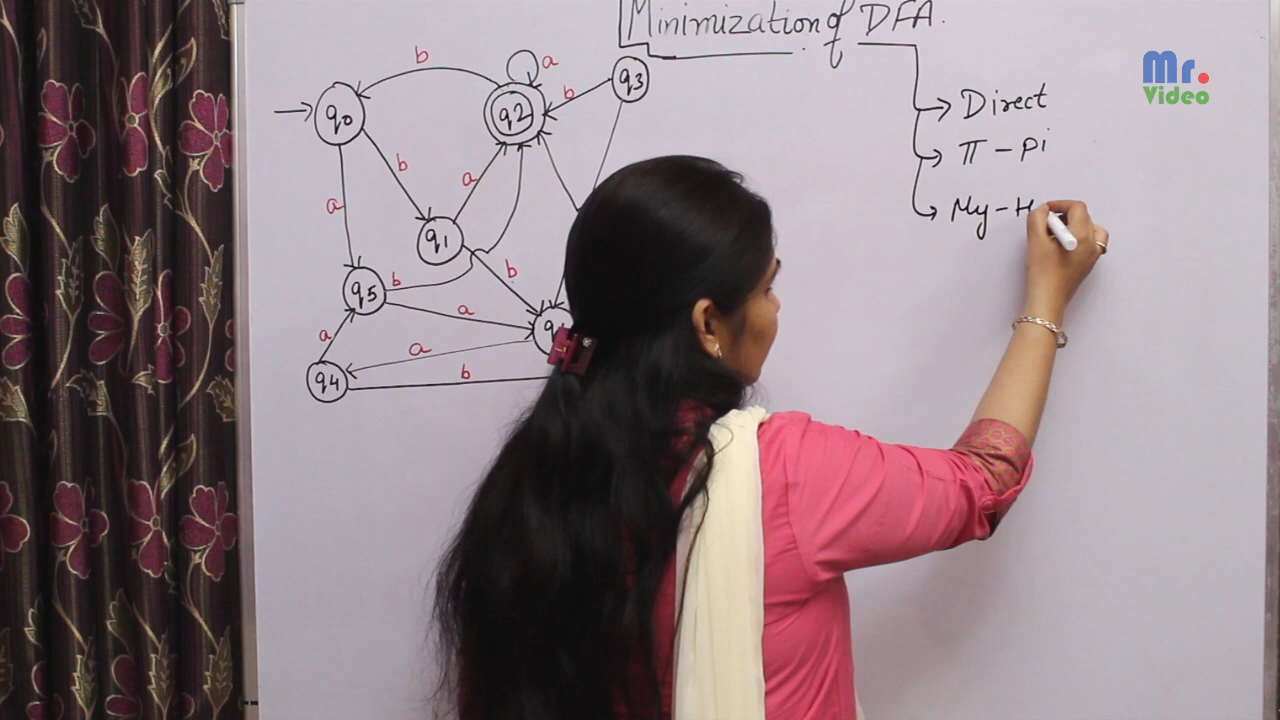 Minimization of DFA.
Mr.
Video
b
a
q3
b
q0
q2
Direct
π - Pi
b
a
a
My - H
q1
b
b
q5
a
a
a
q4
b